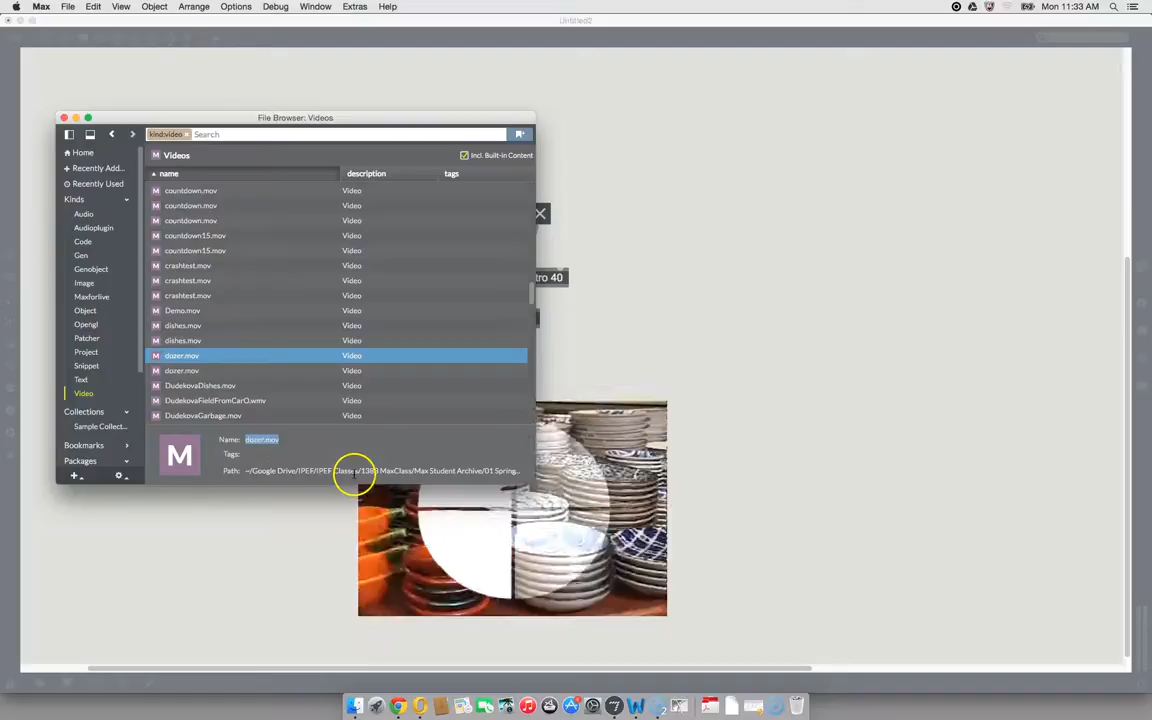 Max File Edit View Object Arrange Options Debug Window Extras Help Mon 11:33 AM
Untitled2
File Browser: Videos
kind:video Search
Home
Videos Incl. Built-in Content
Recently Add...
name description tags
Recently Used
Kinds
Audio
Audioplugin
Code
Gen
Genobject
Image
Maxforlive
Object
Opengl
Patcher
Project
Snippet
Text
Video
Collections
Sample Collect...
Bookmarks
Packages
countdown.mov Video
countdown.mov Video
countdown.mov Video
countdown15.mov Video
countdown15.mov Video
crashtest.mov Video
crashtest.mov Video
crashtest.mov Video
Demo.mov Video
dishes.mov Video
dishes.mov Video
dozer.mov Video
dozer.mov Video
DudekovaDishes.mov Video
DudekovaFieldFromCarO.wmv Video
DudekovaGarbage.mov Video
M
Name: dozer.mov
Tags:
Path: ~/Google Drive/IPEF/IPEF Classes/1388 MaxClass/Max Student Archive/01 Spring...
tro 40